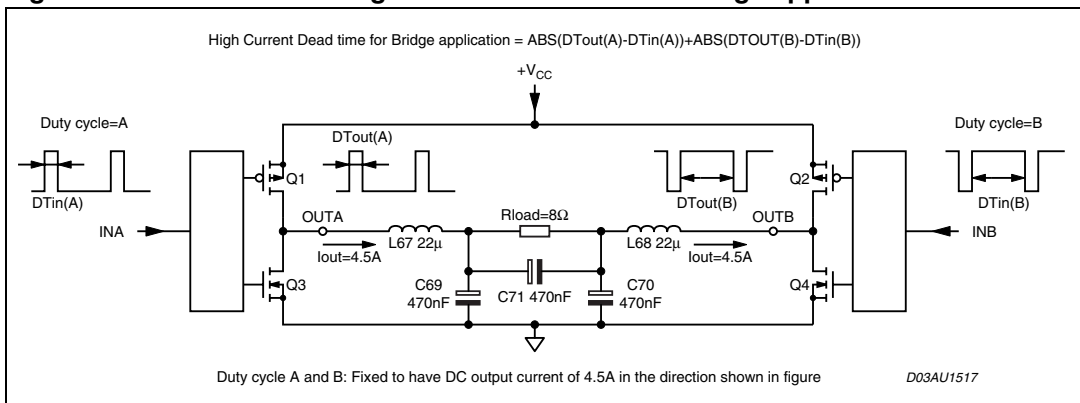 High Current Dead time for Bridge application = ABS(DTout(A)-DTin(A))+ABS(DTOUT(B)-DTin(B))
+VCC
Duty cycle=A
DTout(A)
Duty cycle=B
Q1
Q2
DTin(A)
DTout(B)
DTin(B)
INA
OUTA
Rload=8Ω
OUTB
INB
L67 22μ
L68 22μ
Iout=4.5A
Iout=4.5A
Q3
C69
470nF
C71 470nF
C70
470nF
Q4
Duty cycle A and B: Fixed to have DC output current of 4.5A in the direction shown in figure
D03AU1517